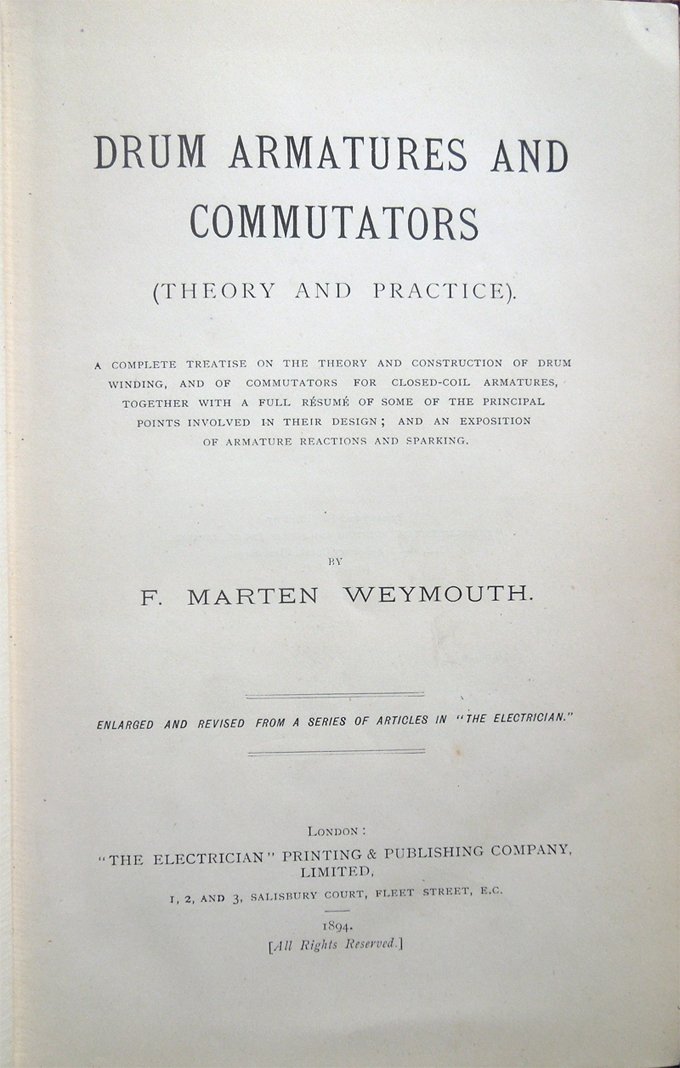 DRUM ARMATURES AND
COMMUTATORS
(THEORY AND PRACTICE).
A COMPLETE TREATISE ON THE THEORY AND CONSTRUCTION OF DRUM
WINDING, AND OF COMMUTATORS FOR CLOSED-COIL ARMATURES,
TOGETHER WITH A FULL RÉSUMÉ OF SOME OF THE PRINCIPAL
POINTS INVOLVED IN THEIR DESIGN; AND AN EXPOSITION
OF ARMATURE REACTIONS AND SPARKING.
BY
F. MARTEN WEYMOUTH.
ENLARGED AND REVISED FROM A SERIES OF ARTICLES IN "THE ELECTRICIAN."
LONDON:
"THE ELECTRICIAN" PRINTING & PUBLISHING COMPANY,
LIMITED,
1, 2, AND 3, SALISBURY COURT, FLEET STREET, E.C.
1894.
[All Rights Reserved.]